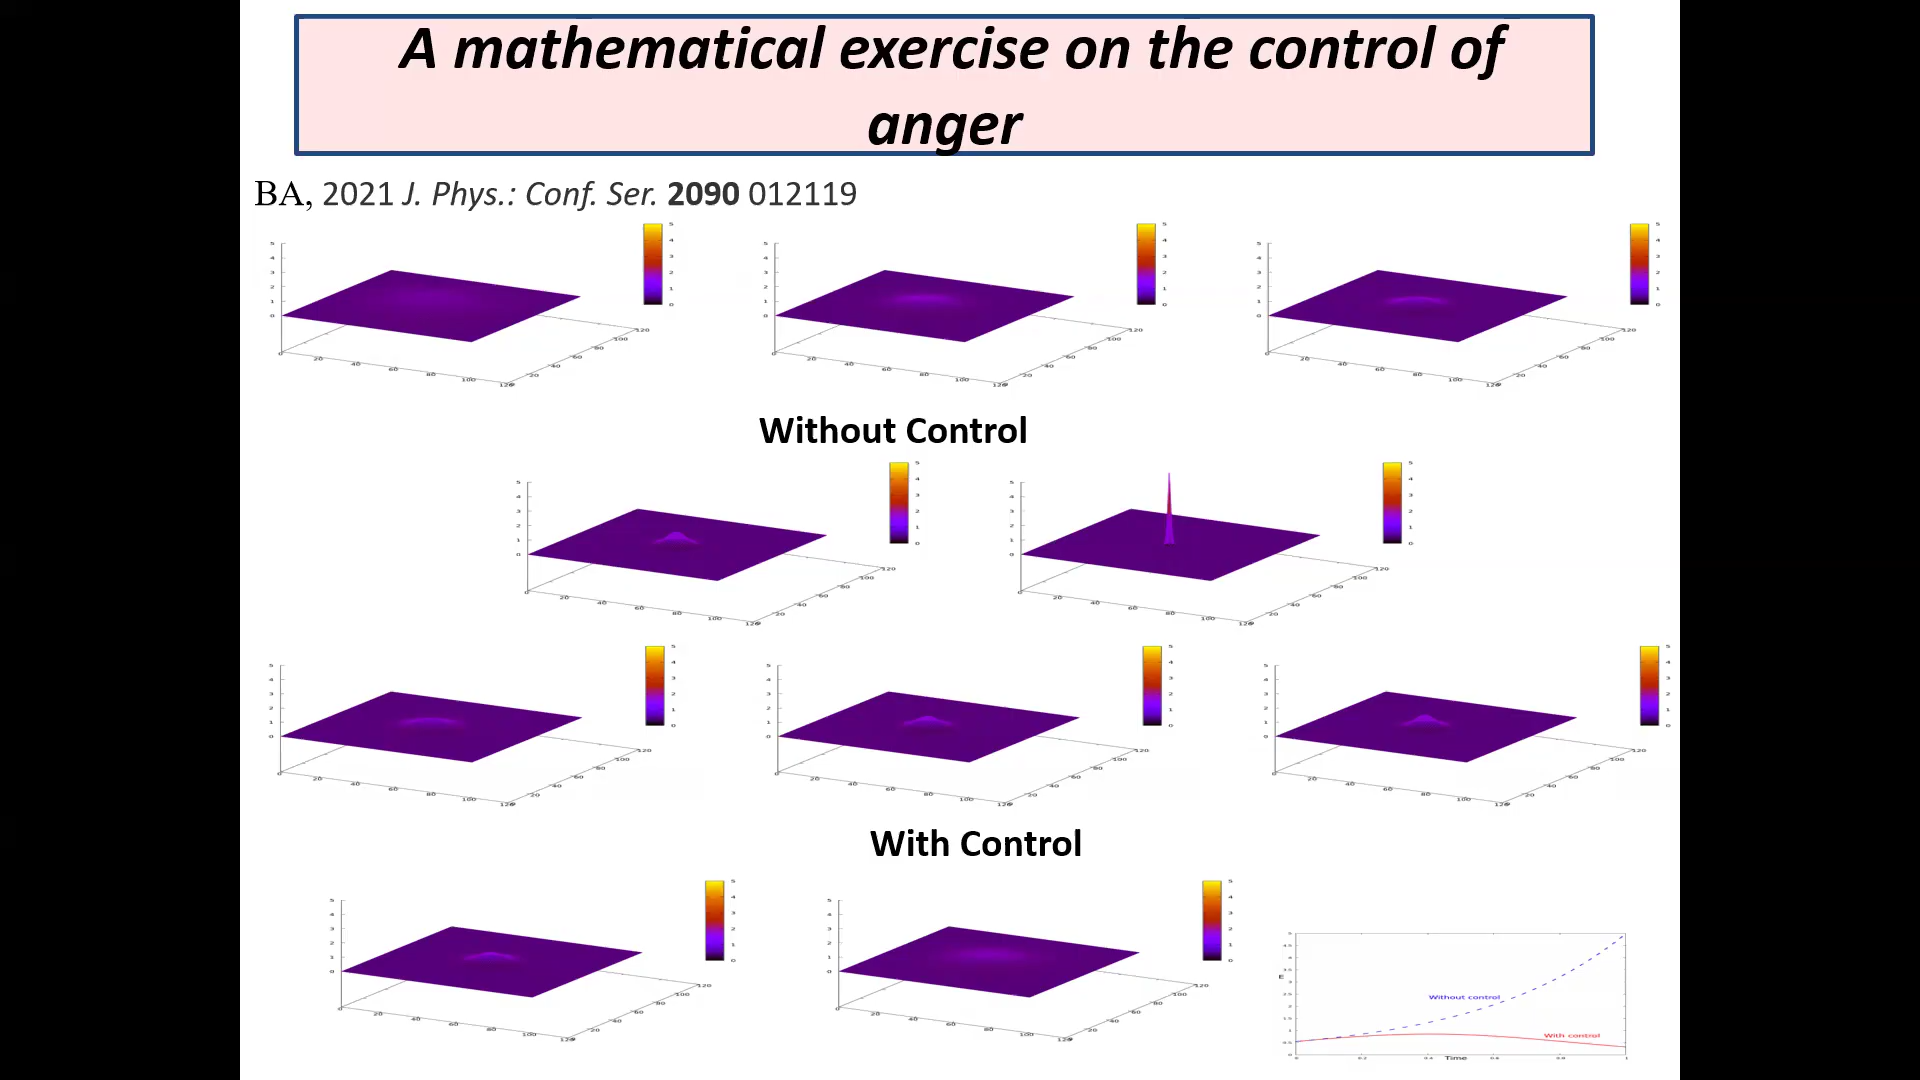 A mathematical exercise on the control of
anger
BA, 2021 J. Phys.: Conf. Ser. 2090 012119
Without Control
With Control
E
Without control
With control
Time